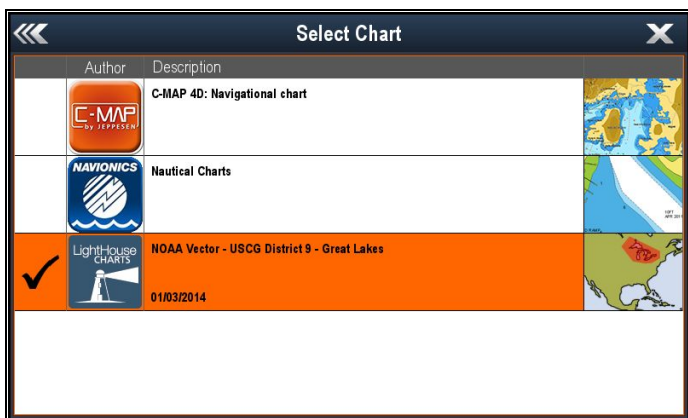 Select Chart
Author Description
C-MAP
by JEPPESEN
C-MAP 4D: Navigational chart
NAVIONICS
Nautical Charts
LightHouse
CHARTS
NOAA Vector - USCG District 9 - Great Lakes
01/03/2014